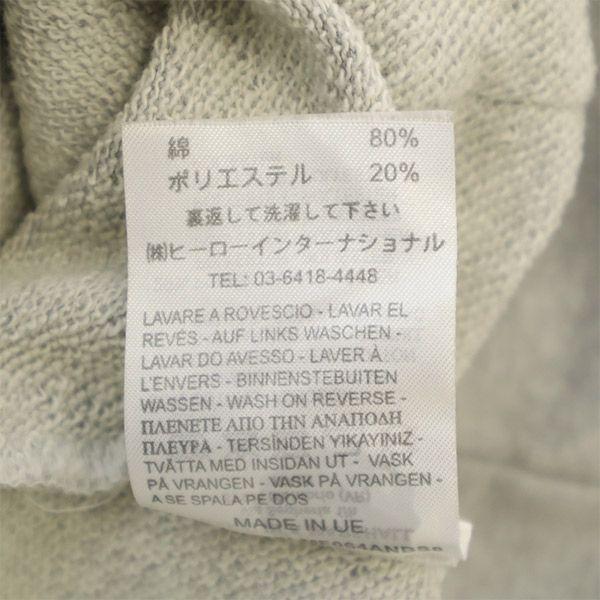 綿 80%
ポリエステル 20%
裏返して洗濯して下さい
㈱ヒーローインターナショナル
TEL: 03-6418-4448
LAVARE A ROVESCIO - LAVAR EL
REVÉS - AUF LINKS WASCHEN -
LAVAR DO AVESSO - LAVER À
L'ENVERS - BINNENSTEBUITEN
WASSEN - WASH ON REVERSE -
ΠΛΕΝΕΤΕ ΑΠΟ ΤΗΝ ΑΝΑΠΟΔΗ
ΠΛΕΥΡΑ - TERSİNDEN YIKAYINIZ -
TVÄTTA MED INSIDAN UT - VASK
PÅ VRANGEN - VASK PÅ VRANGEN -
A SE SPALA PE DOS
MADE IN UE